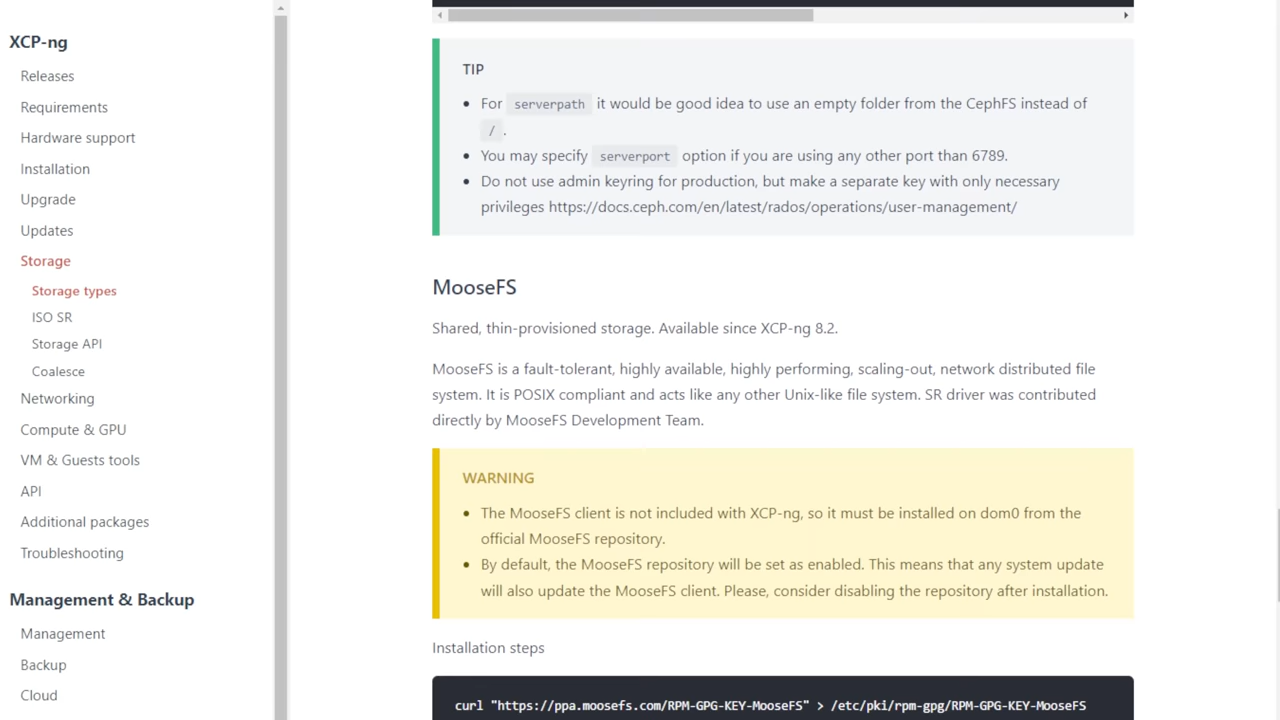 XCP-ng
Releases
Requirements
Hardware support
Installation
Upgrade
Updates
Storage
Storage types
ISO SR
Storage API
Coalesce
Networking
Compute & GPU
VM & Guests tools
API
Additional packages
Troubleshooting
Management & Backup
Management
Backup
Cloud
TIP
• For serverpath it would be good idea to use an empty folder from the CephFS instead of
/ .
• You may specify serverport option if you are using any other port than 6789.
• Do not use admin keyring for production, but make a separate key with only necessary
privileges https://docs.ceph.com/en/latest/rados/operations/user-management/
MooseFS
Shared, thin-provisioned storage. Available since XCP-ng 8.2.
MooseFS is a fault-tolerant, highly available, highly performing, scaling-out, network distributed file
system. It is POSIX compliant and acts like any other Unix-like file system. SR driver was contributed
directly by MooseFS Development Team.
WARNING
• The MooseFS client is not included with XCP-ng, so it must be installed on dom0 from the
official MooseFS repository.
• By default, the MooseFS repository will be set as enabled. This means that any system update
will also update the MooseFS client. Please, consider disabling the repository after installation.
Installation steps
curl "https://ppa.moosefs.com/RPM-GPG-KEY-MooseFS" > /etc/pki/rpm-gpg/RPM-GPG-KEY-MooseFS